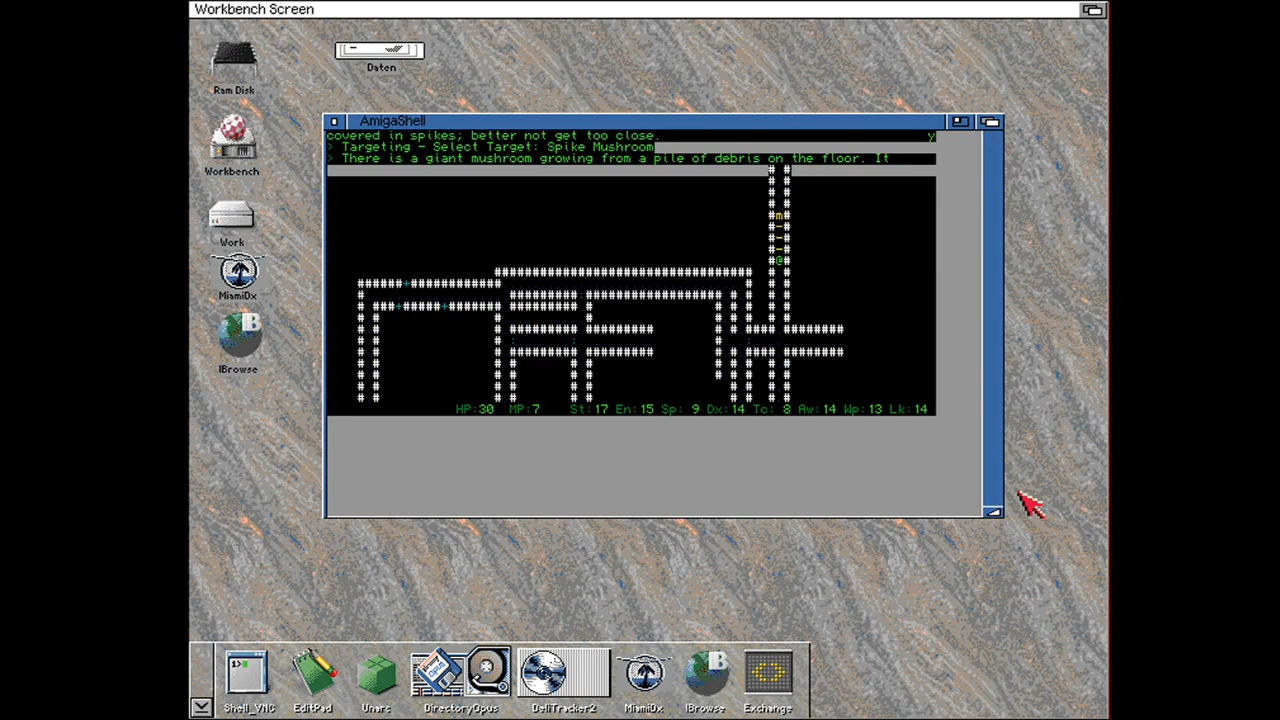 Workbench Screen
Ram Disk
Daten
Workbench
Work
MiamiDx
IBrowse
AmigaShell
covered in spikes; better not get too close. y
> Targeting - Select Target: Spike Mushroom
> There is a giant mushroom growing from a pile of debris on the floor. It
HP:30 MP:7 St:17 En:15 Sp: 9 Dx:14 To: 8 Aw:14 Wp:13 Lk:14
Shell_VNC
EditPad
Unarc
DirectoryOpus
DeliTracker2
MiamiDx
IBrowse
Exchange